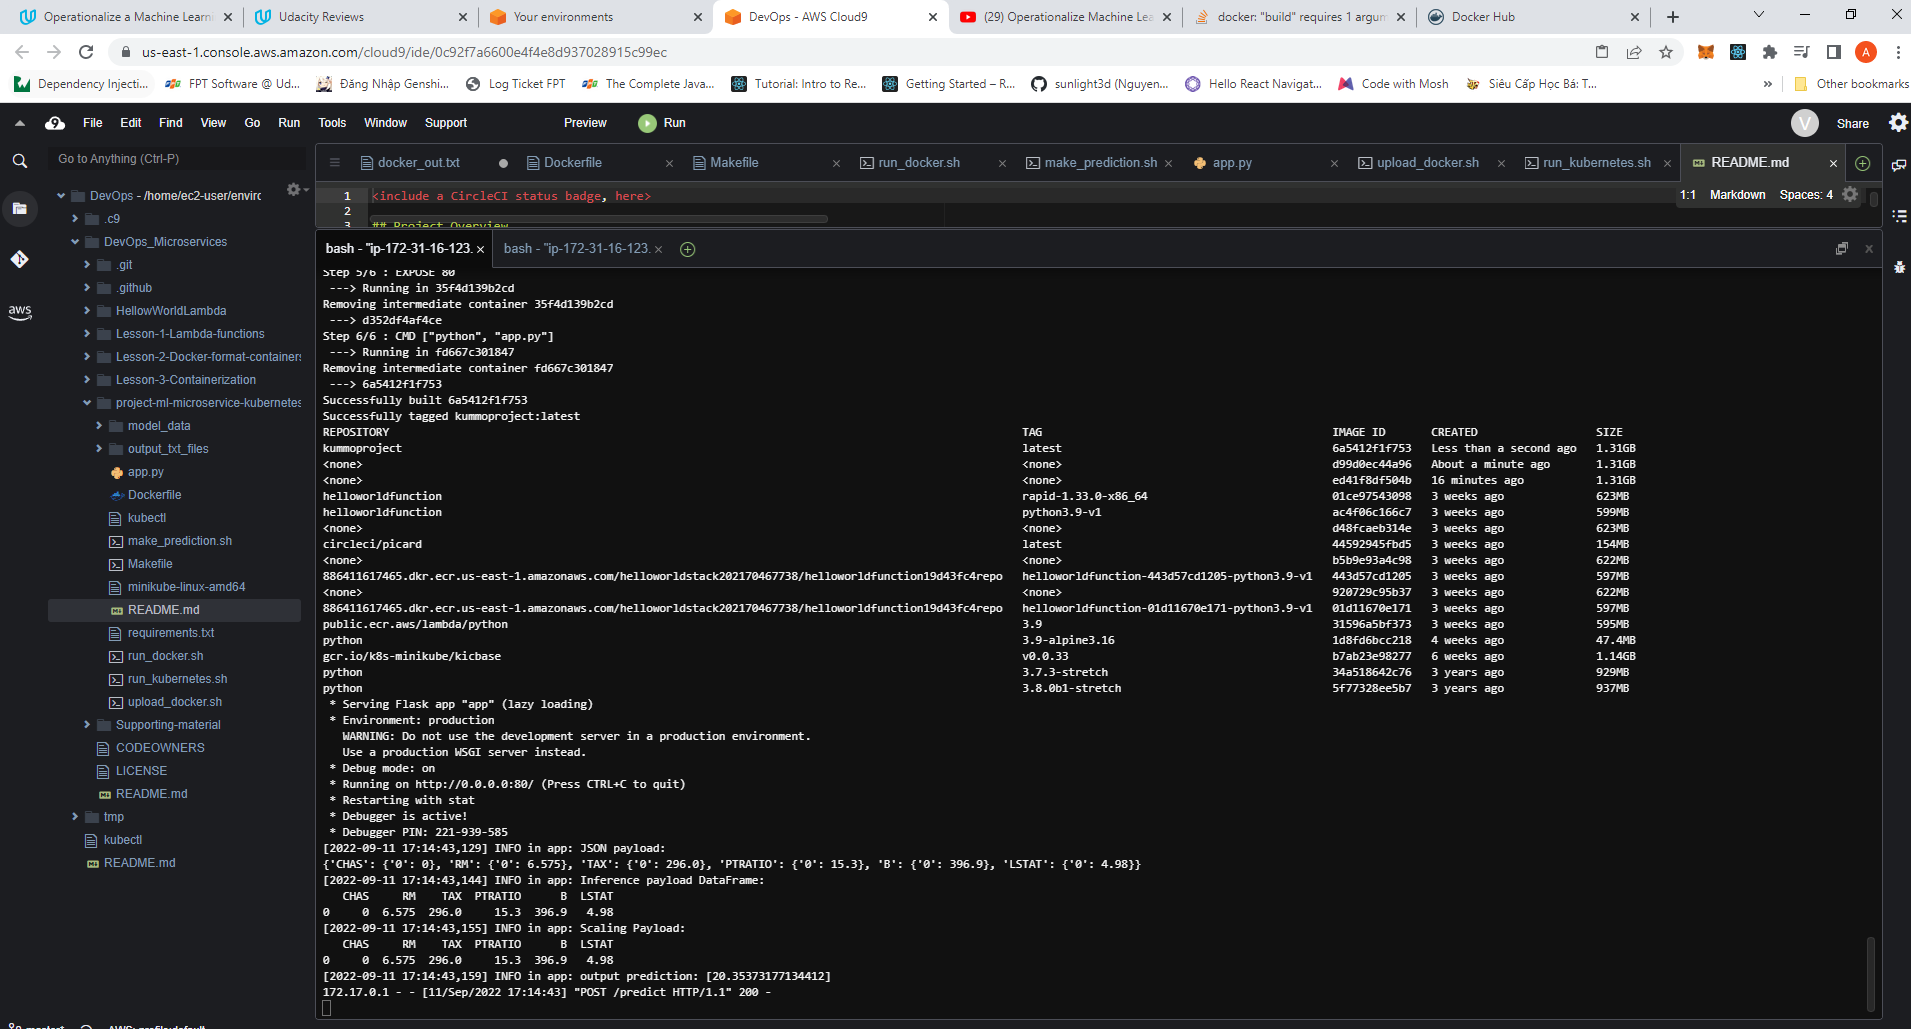 Operationalize a Machine Learni
Udacity Reviews
Your environments
DevOps - AWS Cloud9
(29) Operationalize Machine Lea
docker: "build" requires 1 argum
Docker Hub
us-east-1.console.aws.amazon.com/cloud9/ide/0c92f7a6600e4f4e8d937028915c99ec
A
Dependency Injecti...
FPT Software @ Ud...
Đăng Nhập Genshi...
Log Ticket FPT
The Complete Java...
Tutorial: Intro to Re...
Getting Started – R...
sunlight3d (Nguyen...
Hello React Navigat...
Code with Mosh
Siêu Cấp Học Bá: T...
»
Other bookmarks
9 File Edit Find View Go Run Tools Window Support Preview Run
V Share
Go to Anything (Ctrl-P)
docker_out.txt
Dockerfile
Makefile
run_docker.sh
make_prediction.sh
app.py
upload_docker.sh
run_kubernetes.sh
README.md
aws
DevOps - /home/ec2-user/enviro
.c9
DevOps_Microservices
.git
.github
HellowWorldLambda
Lesson-1-Lambda-functions
Lesson-2-Docker-format-containers
Lesson-3-Containerization
project-ml-microservice-kubernetes
model_data
output_txt_files
app.py
Dockerfile
kubectl
make_prediction.sh
Makefile
minikube-linux-amd64
README.md
requirements.txt
run_docker.sh
run_kubernetes.sh
upload_docker.sh
Supporting-material
CODEOWNERS
LICENSE
README.md
tmp
kubectl
README.md
1 <include a CircleCI status badge, here>
2
3 ## Project Overview
1:1 Markdown Spaces: 4
bash - "ip-172-31-16-123. bash - "ip-172-31-16-123.
Step 5/6 : EXPOSE 80
---> Running in 35f4d139b2cd
Removing intermediate container 35f4d139b2cd
---> d352df4af4ce
Step 6/6 : CMD ["python", "app.py"]
---> Running in fd667c301847
Removing intermediate container fd667c301847
---> 6a5412f1f753
Successfully built 6a5412f1f753
Successfully tagged kummoproject:latest
REPOSITORY TAG IMAGE ID CREATED SIZE
kummoproject latest 6a5412f1f753 Less than a second ago 1.31GB
<none> <none> d99d0ec44a96 About a minute ago 1.31GB
<none> <none> ed41f8df504b 16 minutes ago 1.31GB
helloworldfunction rapid-1.33.0-x86_64 01ce97543098 3 weeks ago 623MB
helloworldfunction python3.9-v1 ac4f06c166c7 3 weeks ago 599MB
<none> <none> d48fcaeb314e 3 weeks ago 623MB
circleci/picard latest 44592945fbd5 3 weeks ago 154MB
<none> <none> b5b9e93a4c98 3 weeks ago 622MB
886411617465.dkr.ecr.us-east-1.amazonaws.com/helloworldstack202170467738/helloworldfunction19d43fc4repo helloworldfunction-443d57cd1205-python3.9-v1 443d57cd1205 3 weeks ago 597MB
<none> <none> 920729c95b37 3 weeks ago 622MB
886411617465.dkr.ecr.us-east-1.amazonaws.com/helloworldstack202170467738/helloworldfunction19d43fc4repo helloworldfunction-01d11670e171-python3.9-v1 01d11670e171 3 weeks ago 597MB
public.ecr.aws/lambda/python 3.9 31596a5bf373 3 weeks ago 595MB
python 3.9-alpine3.16 1d8fd6bcc218 4 weeks ago 47.4MB
gcr.io/k8s-minikube/kicbase v0.0.33 b7ab23e98277 6 weeks ago 1.14GB
python 3.7.3-stretch 34a518642c76 3 years ago 929MB
python 3.8.0b1-stretch 5f77328ee5b7 3 years ago 937MB
* Serving Flask app "app" (lazy loading)
* Environment: production
WARNING: Do not use the development server in a production environment.
Use a production WSGI server instead.
* Debug mode: on
* Running on http://0.0.0.0:80/ (Press CTRL+C to quit)
* Restarting with stat
* Debugger is active!
* Debugger PIN: 221-939-585
[2022-09-11 17:14:43,129] INFO in app: JSON payload:
{'CHAS': {'0': 0}, 'RM': {'0': 6.575}, 'TAX': {'0': 296.0}, 'PTRATIO': {'0': 15.3}, 'B': {'0': 396.9}, 'LSTAT': {'0': 4.98}}
[2022-09-11 17:14:43,144] INFO in app: Inference payload DataFrame:
CHAS RM TAX PTRATIO B LSTAT
0 0 6.575 296.0 15.3 396.9 4.98
[2022-09-11 17:14:43,155] INFO in app: Scaling Payload:
CHAS RM TAX PTRATIO B LSTAT
0 0 6.575 296.0 15.3 396.9 4.98
[2022-09-11 17:14:43,159] INFO in app: output prediction: [20.35373177134412]
172.17.0.1 - - [11/Sep/2022 17:14:43] "POST /predict HTTP/1.1" 200 -
master* AWS: profile:default